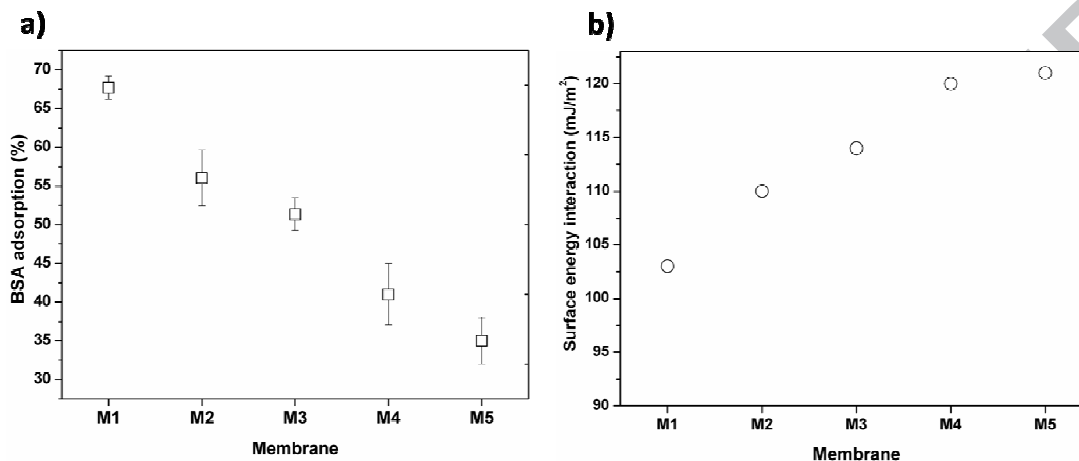 a)
BSA adsorption (%)
70
65
60
55
50
45
40
35
30
M1 M2 M3 M4 M5
Membrane
b)
Surface energy interaction (mJ/m²)
120
115
110
105
100
95
90
M1 M2 M3 M4 M5
Membrane